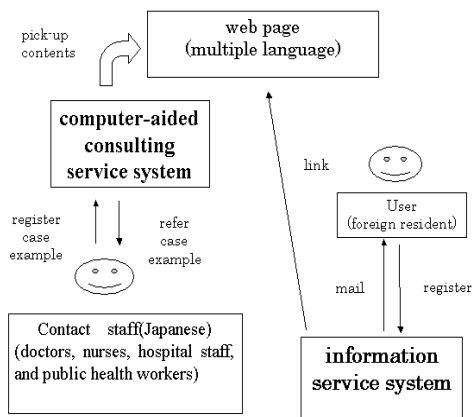 pick-up
contents
web page
(multiple language)
computer-aided
consulting
service system
link
register
case
example
refer
case
example
User
(foreign resident)
mail
register
Contact staff(Japanese)
(doctors, nurses, hospital staff,
and public health workers)
information
service system